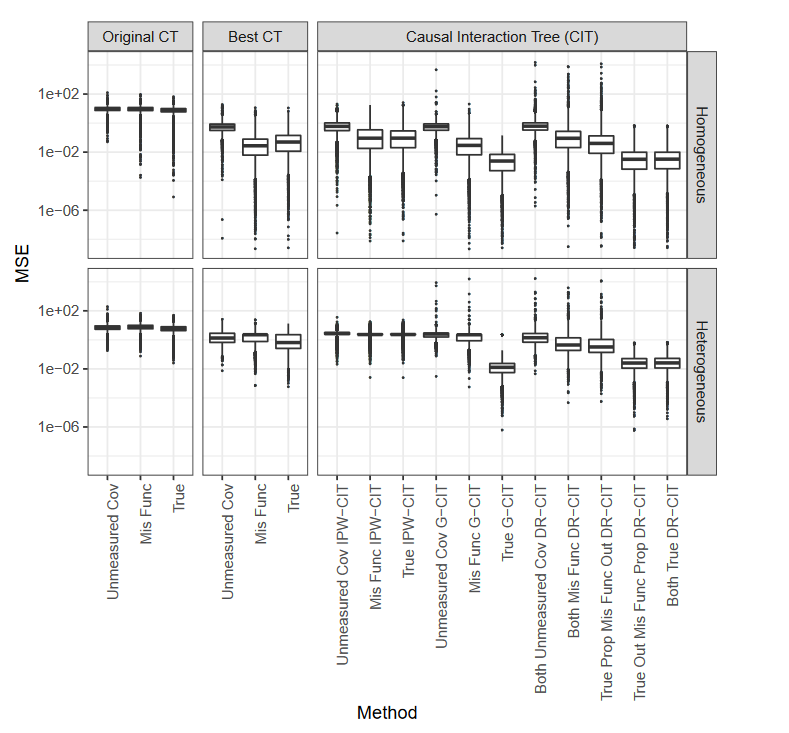 Original CT
Best CT
Causal Interaction Tree (CIT)
MSE
1e+02
1e−02
1e−06
Homogeneous
1e+02
1e−02
1e−06
Heterogeneous
Unmeasured Cov
Mis Func
True
Unmeasured Cov
Mis Func
True
Unmeasured Cov IPW−CIT
Mis Func IPW−CIT
True IPW−CIT
Unmeasured Cov G−CIT
Mis Func G−CIT
True G−CIT
Both Unmeasured Cov DR−CIT
Both Mis Func DR−CIT
True Prop Mis Func Out DR−CIT
True Out Mis Func Prop DR−CIT
Both True DR−CIT
Method